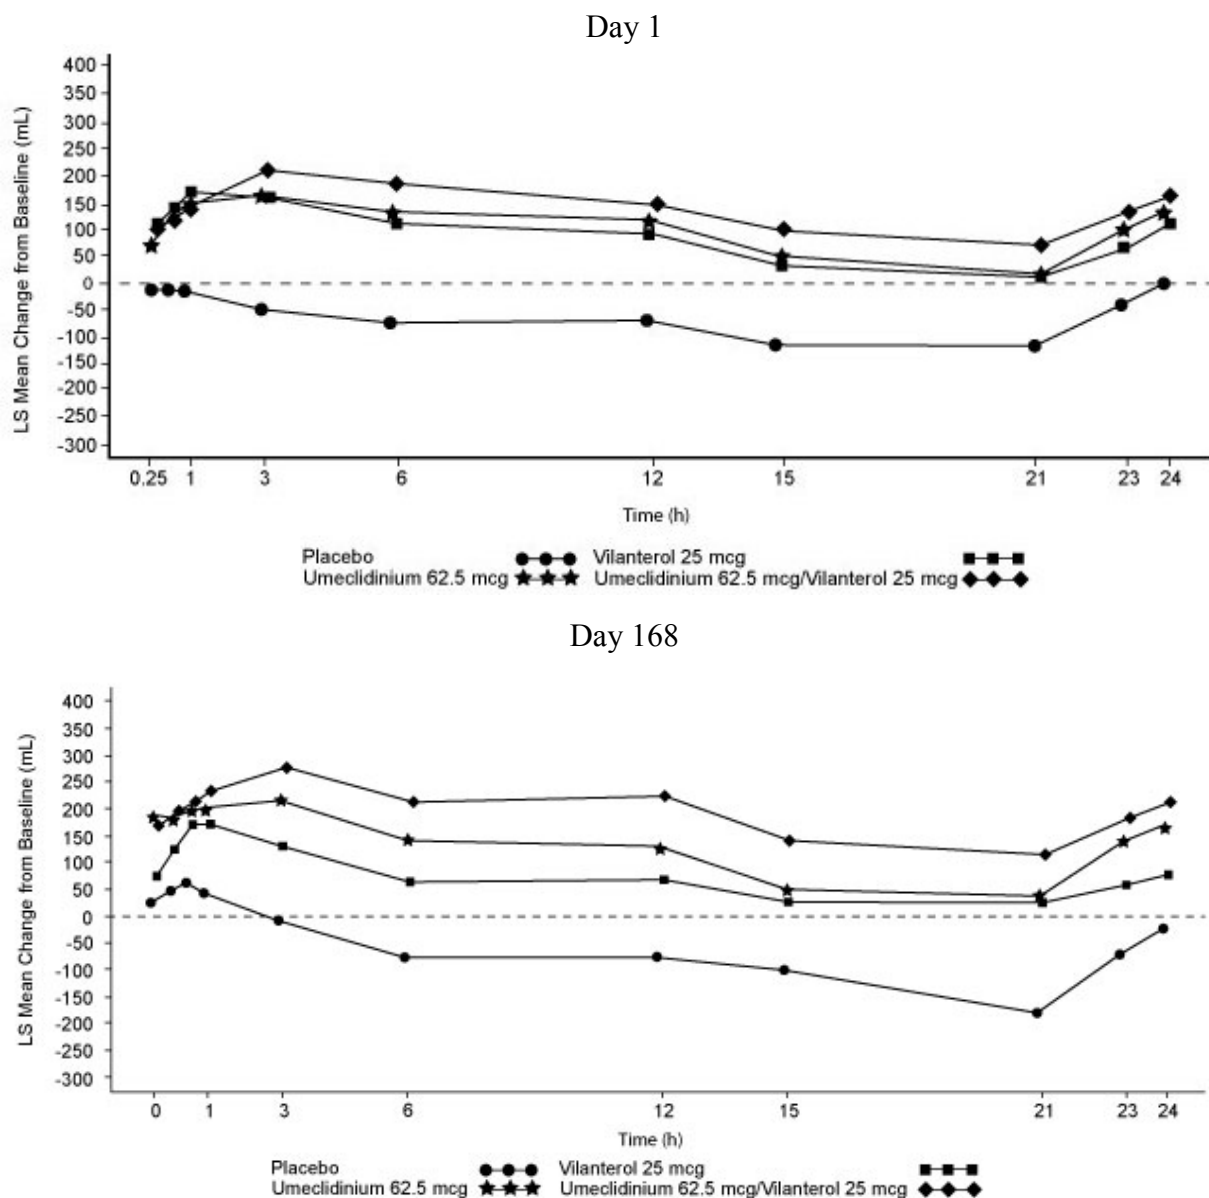 Day 1
LS Mean Change from Baseline (mL)
400
350
300
250
200
150
100
50
0
-50
-100
-150
-200
-250
-300
0.25 1 3 6 12 15 21 23 24
Time (h)
Placebo Vilanterol 25 mcg
Umeclidinium 62.5 mcg Umeclidinium 62.5 mcg/Vilanterol 25 mcg
Day 168
LS Mean Change from Baseline (mL)
400
350
300
250
200
150
100
50
0
-50
-100
-150
-200
-250
-300
0 1 3 6 12 15 21 23 24
Time (h)
Placebo Vilanterol 25 mcg
Umeclidinium 62.5 mcg Umeclidinium 62.5 mcg/Vilanterol 25 mcg